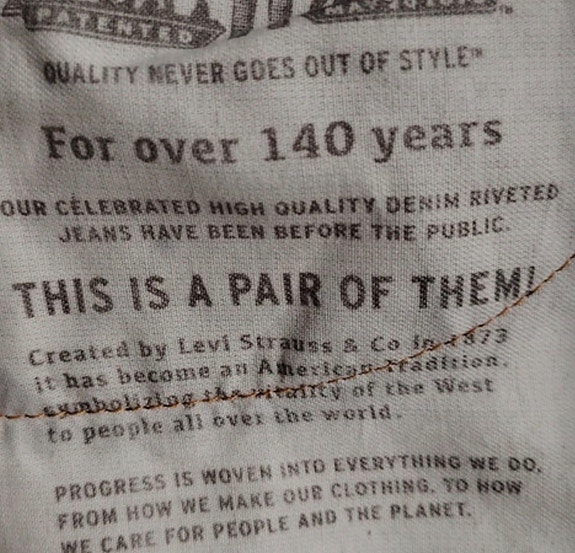 PATENTED
TM
QUALITY NEVER GOES OUT OF STYLE™
For over 140 years
OUR CELEBRATED HIGH QUALITY DENIM RIVETED
JEANS HAVE BEEN BEFORE THE PUBLIC.
THIS IS A PAIR OF THEM!
Created by Levi Strauss & Co in 1873
it has become an American tradition,
symbolizing the vitality of the West
to people all over the world.
PROGRESS IS WOVEN INTO EVERYTHING WE DO,
FROM HOW WE MAKE OUR CLOTHING, TO HOW
WE CARE FOR PEOPLE AND THE PLANET.